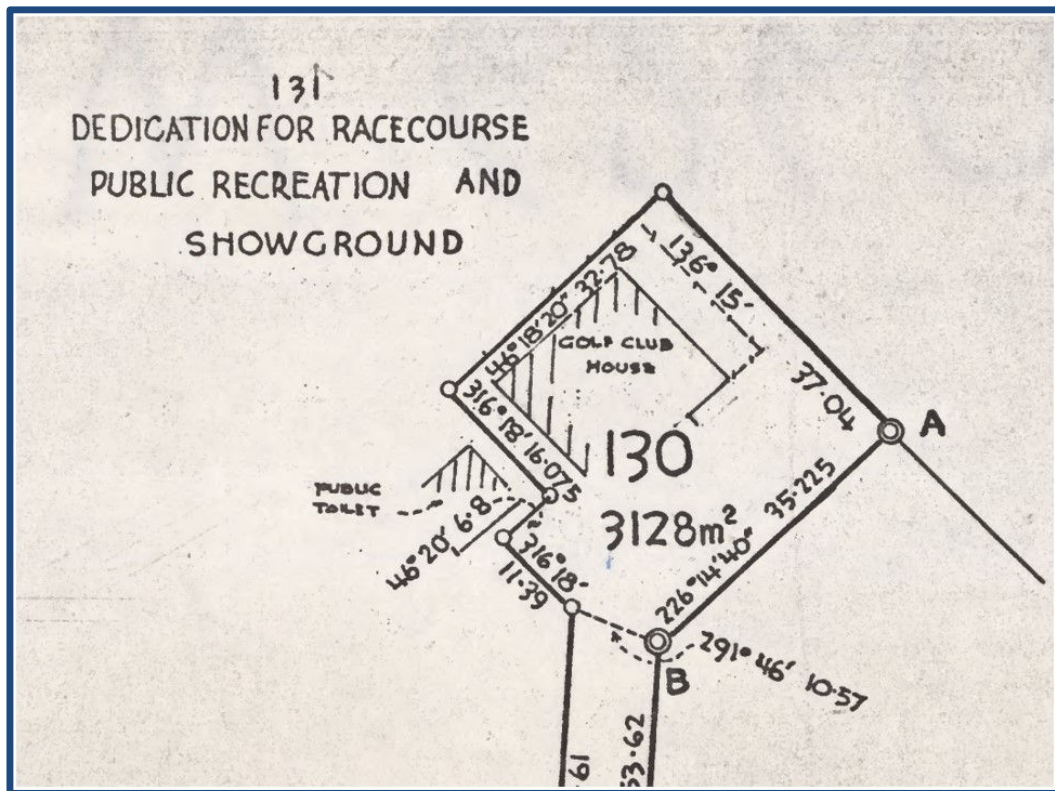 131
DEDICATION FOR RACECOURSE
PUBLIC RECREATION AND
SHOWGROUND
136° 15′
37·04
46°18′20″ 32·78
GOLF CLUB
HOUSE
A
316°18′ 16·075
130
3128m²
35·225
226°14′40″
PUBLIC
TOILET
46°20′ 6·8
316°18′
11·39
B
291°46′ 10·57
·61
53·62